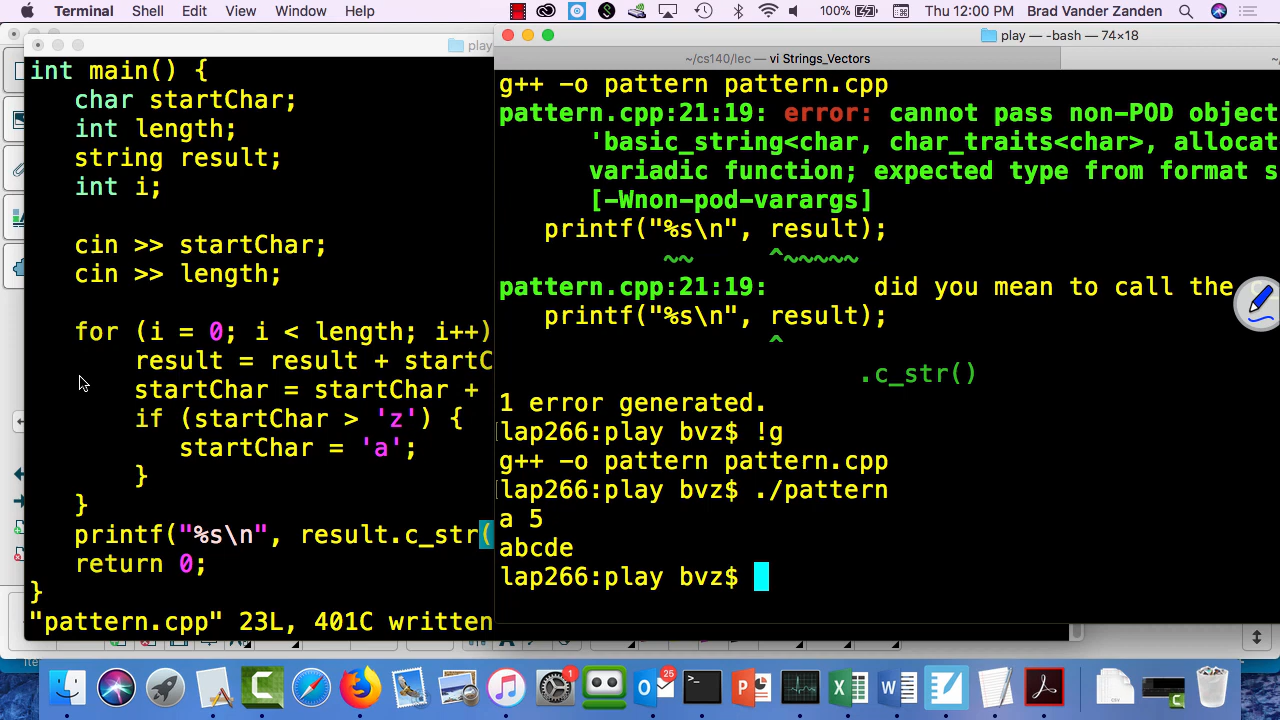 Terminal Shell Edit View Window Help 100% Thu 12:00 PM Brad Vander Zanden
play
int main() {
char startChar;
int length;
string result;
int i;
cin >> startChar;
cin >> length;
for (i = 0; i < length; i++)
result = result + startC
startChar = startChar +
if (startChar > 'z') {
startChar = 'a';
}
}
printf("%s\n", result.c_str(
return 0;
}
"pattern.cpp" 23L, 401C written
play — -bash — 74×18
~/cs140/lec — vi Strings_Vectors
g++ -o pattern pattern.cpp
pattern.cpp:21:19: error: cannot pass non-POD object
'basic_string<char, char_traits<char>, allocat
variadic function; expected type from format s
[-Wnon-pod-varargs]
printf("%s\n", result);
~~ ^~~~~~
pattern.cpp:21:19: did you mean to call the
printf("%s\n", result);
^
.c_str()
1 error generated.
lap266:play bvz$ !g
g++ -o pattern pattern.cpp
lap266:play bvz$ ./pattern
a 5
abcde
lap266:play bvz$
1
25